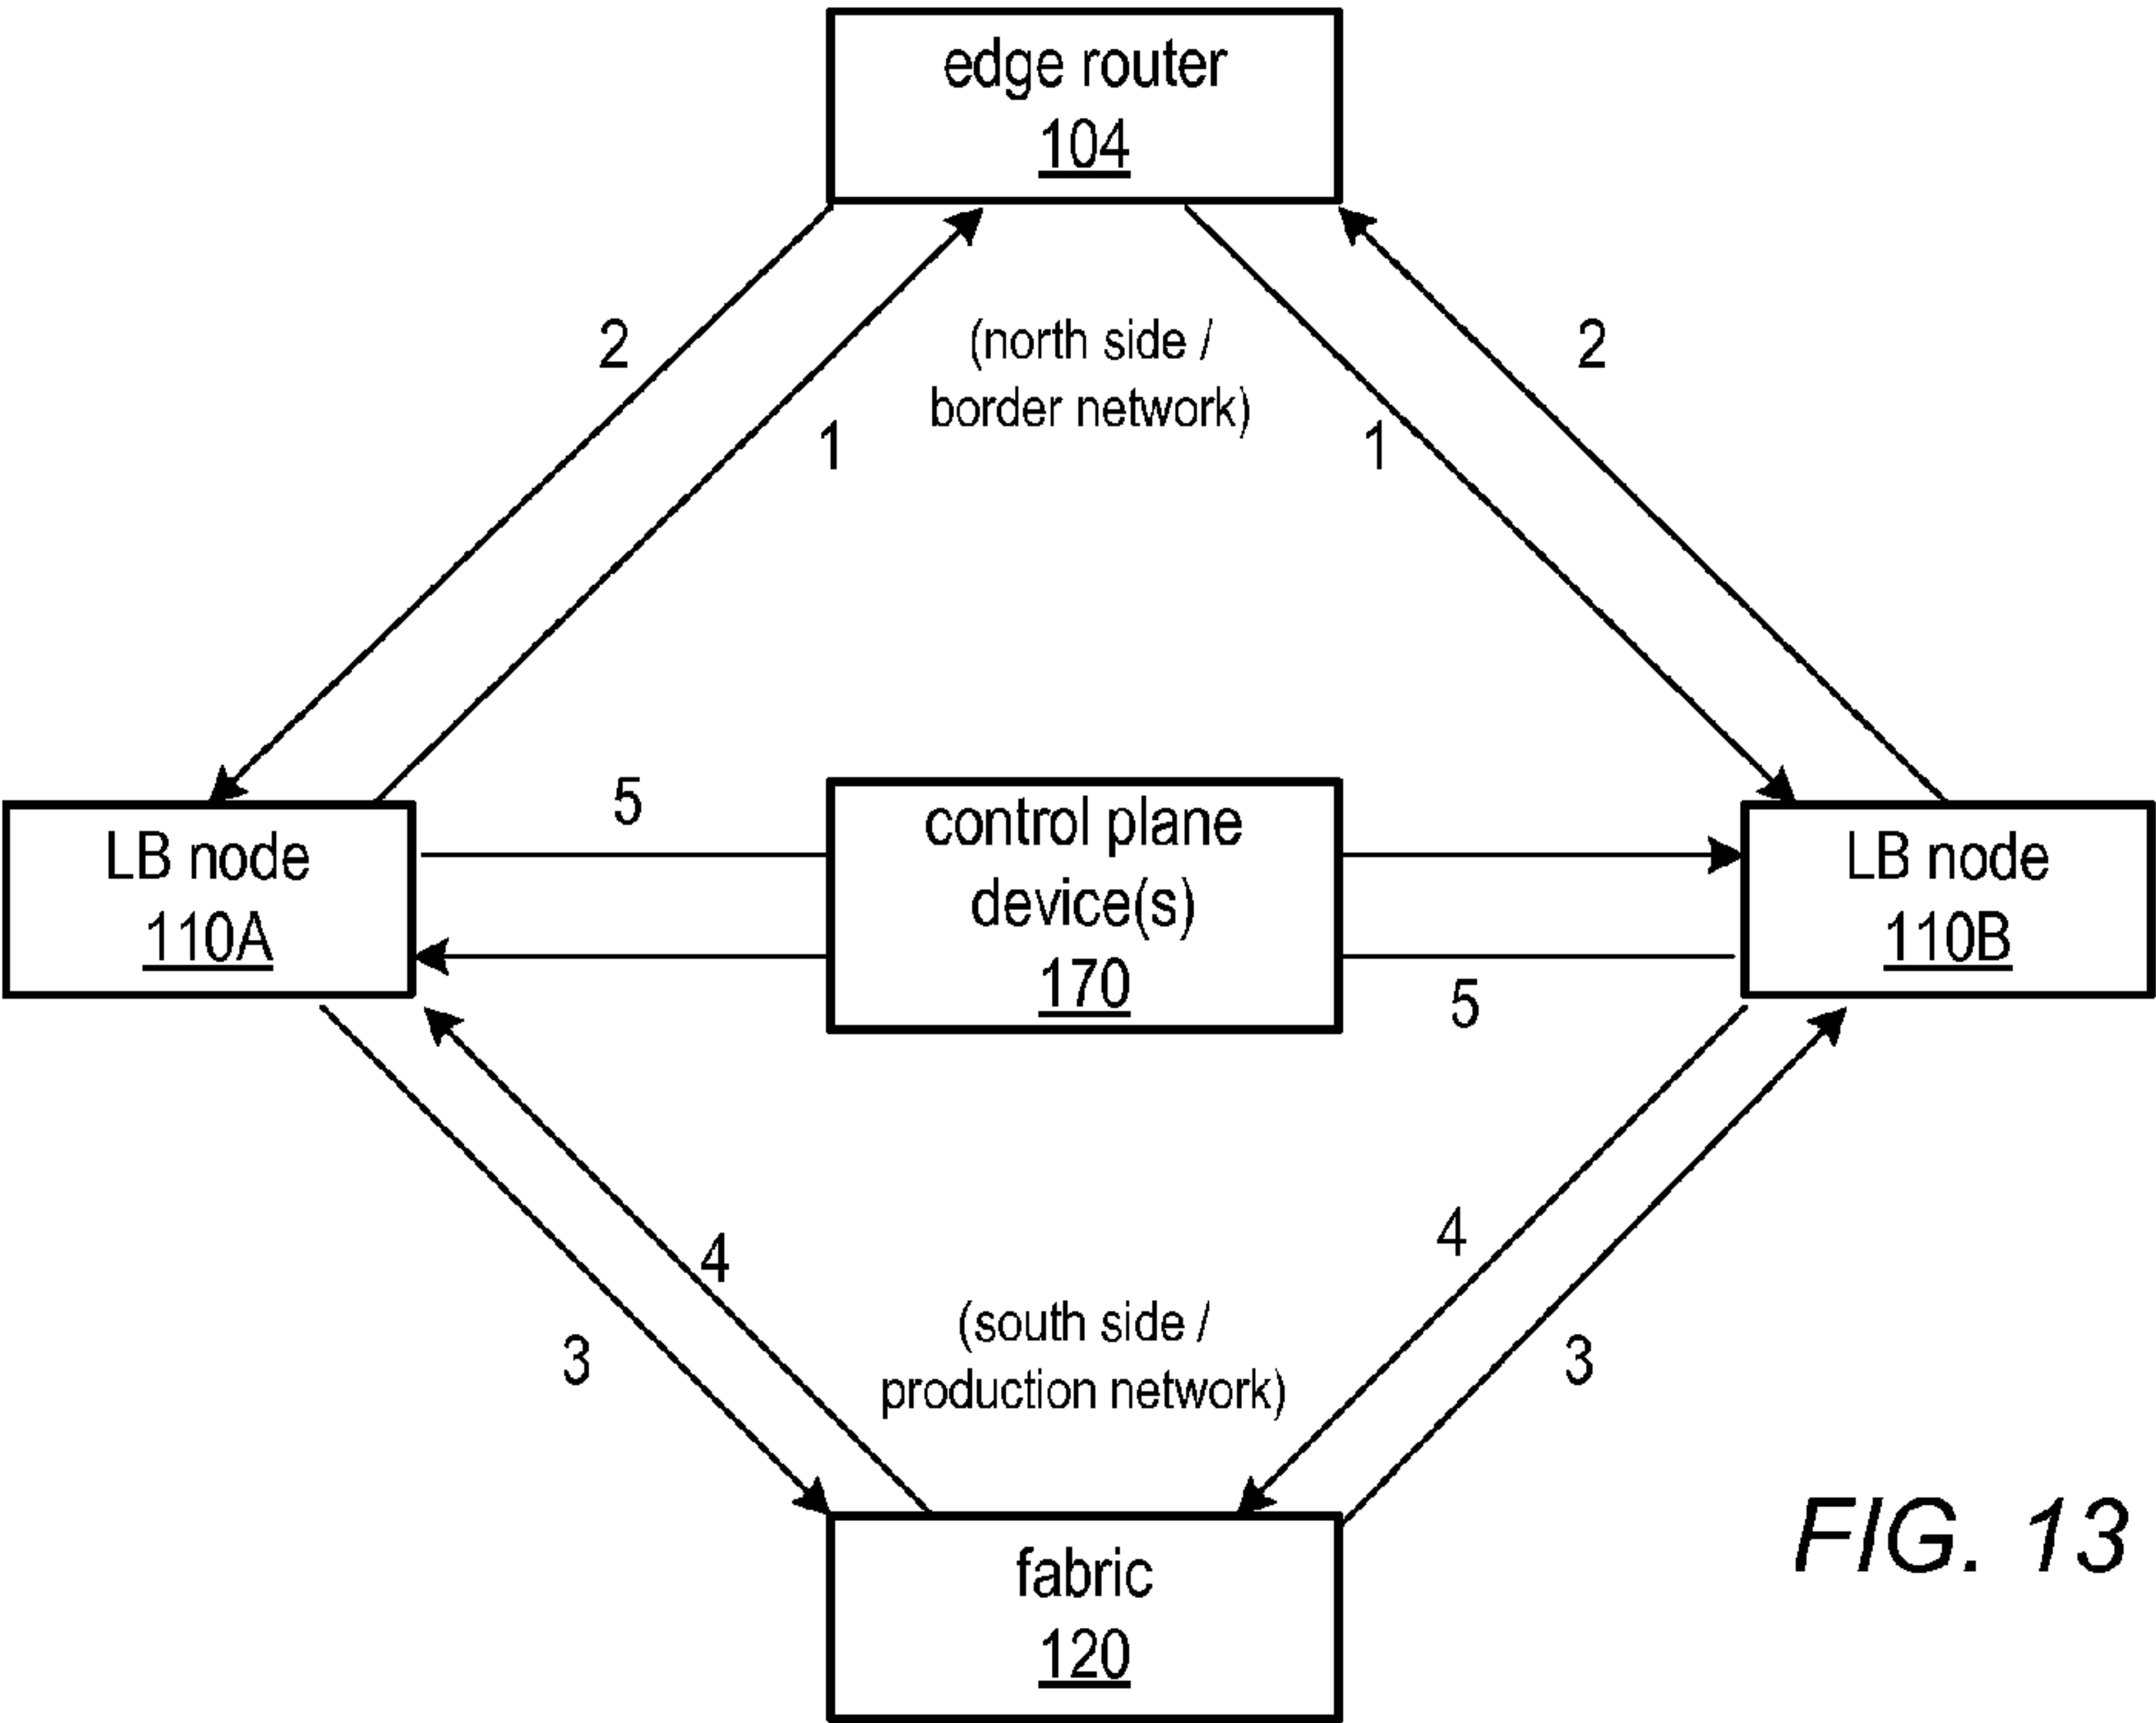 edge router
104
2
(north side /
2
border network)
1
1
5
control plane
LB node
LB node
device(s)
110A
110B
170
5
4
4
(south side /
3
3
production network)
FIG. 13
fabric
120